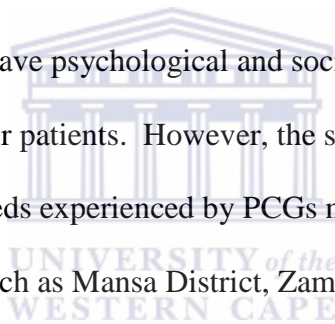 ave psychological and soci
r patients. However, the s
eds experienced by PCGs n
UNIVERSITY of the
ch as Mansa District, Zam
WESTERN CAPE